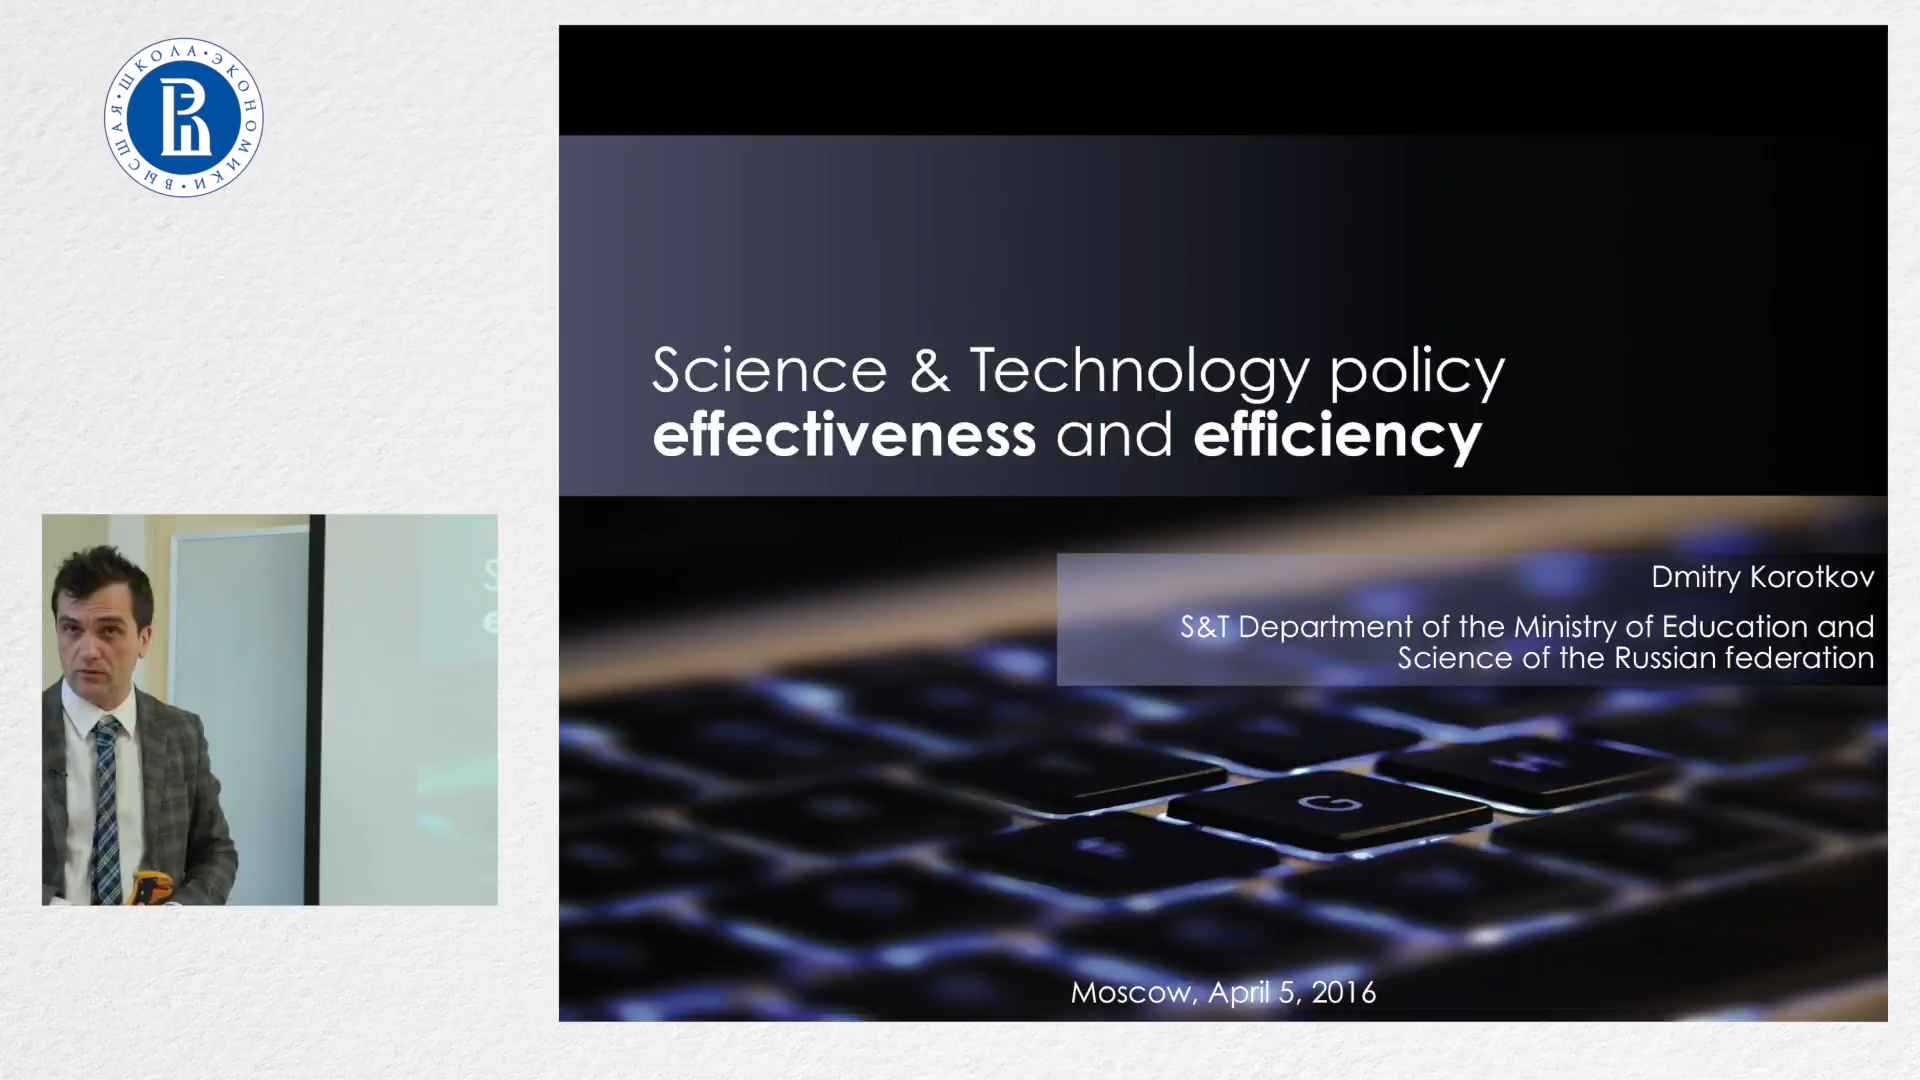 ВЫСШАЯ • ШКОЛА • ЭКОНОМИКИ •
Science & Technology policy
effectiveness and efficiency
Dmitry Korotkov
S&T Department of the Ministry of Education and
Science of the Russian federation
G
Moscow, April 5, 2016